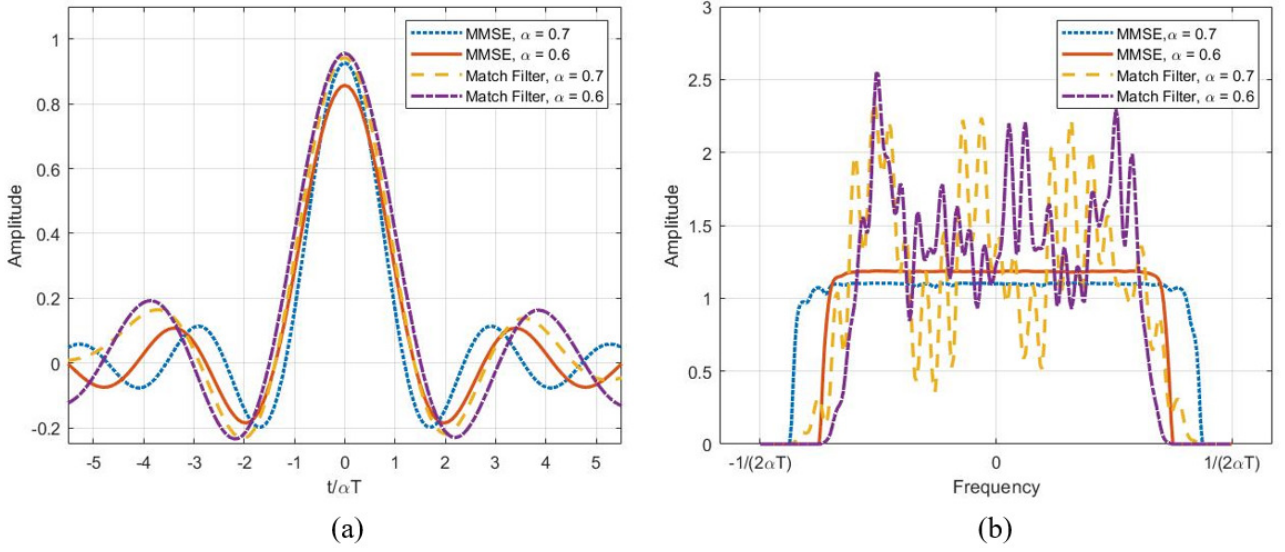 MMSE, α = 0.7
MMSE, α = 0.6
Match Filter, α = 0.7
Match Filter, α = 0.6
1
0.8
0.6
0.4
0.2
0
-0.2
Amplitude
-5 -4 -3 -2 -1 0 1 2 3 4 5
t/αT
(a)
MMSE, α = 0.7
MMSE, α = 0.6
Match Filter, α = 0.7
Match Filter, α = 0.6
3
2.5
2
1.5
1
0.5
0
Amplitude
-1/(2αT) 0 1/(2αT)
Frequency
(b)